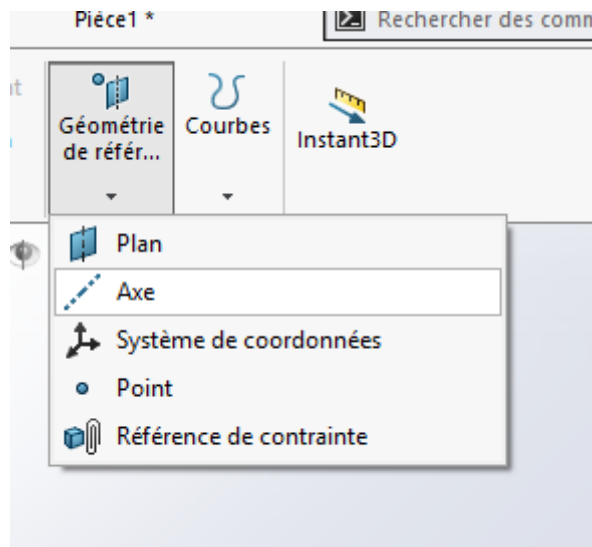 Pièce1 *
Rechercher des comm
Géométrie
de référ...
Courbes
Instant3D
Plan
Axe
Système de coordonnées
Point
Référence de contrainte